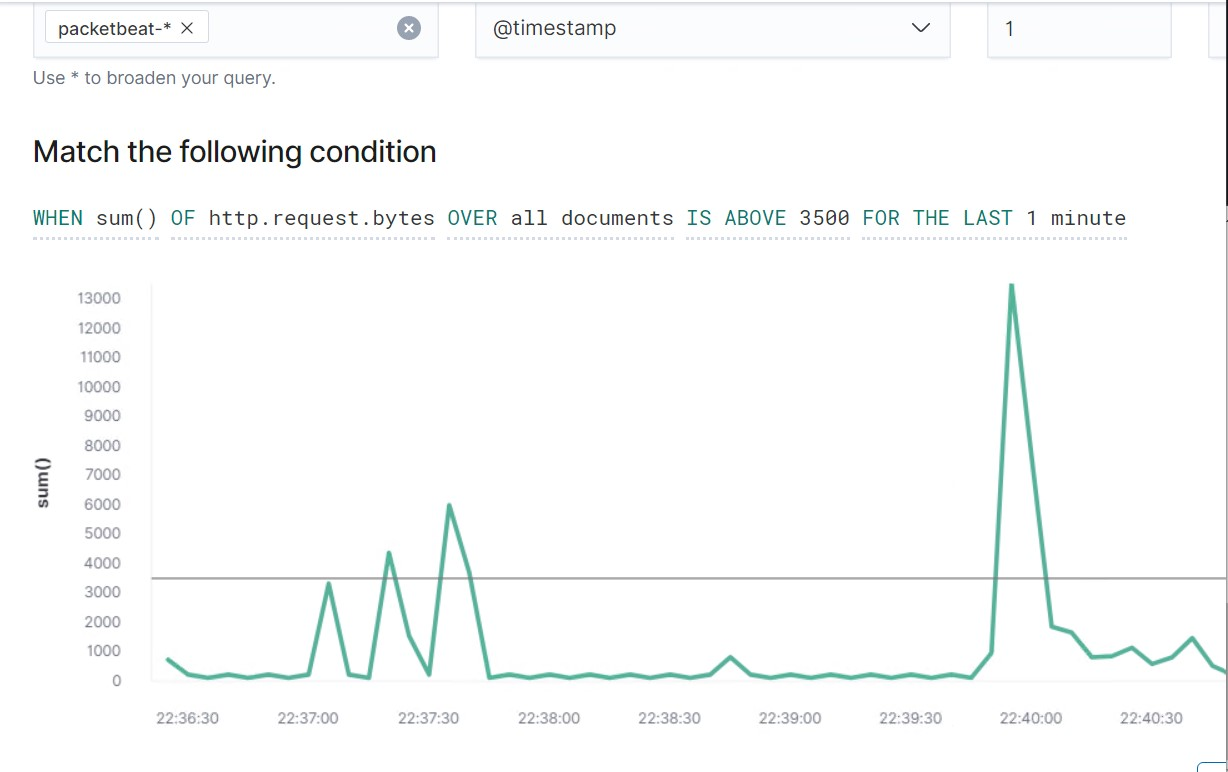 packetbeat-* @timestamp 1
Use * to broaden your query.
Match the following condition
WHEN sum() OF http.request.bytes OVER all documents IS ABOVE 3500 FOR THE LAST 1 minute
13000
12000
11000
10000
9000
8000
7000
6000
5000
4000
3000
2000
1000
0
sum()
22:36:30 22:37:00 22:37:30 22:38:00 22:38:30 22:39:00 22:39:30 22:40:00 22:40:30